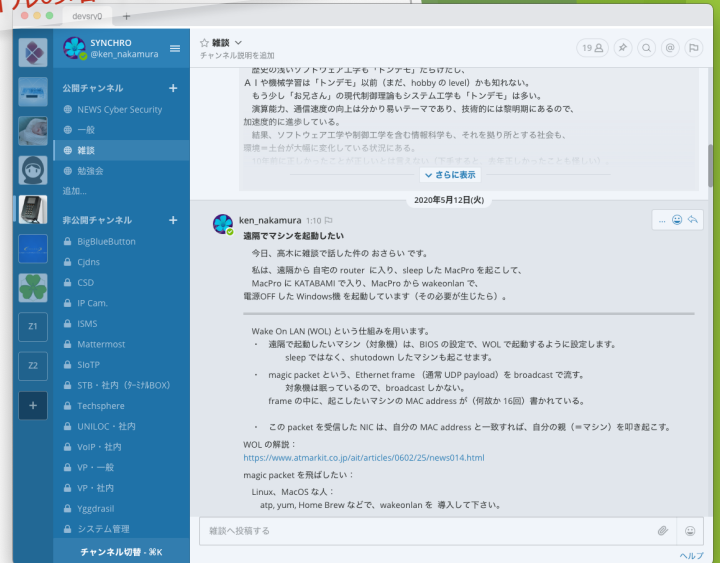 devsrv0
SYNCHRO
@ken_nakamura
公開チャンネル
NEWS Cyber Security
一般
雑談
勉強会
追加...
非公開チャンネル
BigBlueButton
Cjdns
CSD
IP Cam.
ISMS
Mattermost
SIoTP
STB・社内（ﾀｰﾐﾅﾙBOX）
Techsphere
UNILOC・社内
VoIP・社内
VP・一般
VP・社内
Yggdrasil
システム管理
チャンネル切替 - ⌘K
Z1
Z2
雑談
チャンネル説明を追加
19
歴史の浅いソフトウェア工学も「トンデモ」だらけだし、
ＡＩや機械学習は「トンデモ」以前（まだ、hobby の level）かも知れない。
もう少し「お兄さん」の現代制御理論もシステム工学も「トンデモ」は多い。
演算能力、通信速度の向上は分かり易いテーマであり、技術的には黎明期にあるので、
加速度的に進歩している。
結果、ソフトウェア工学や制御工学を含む情報科学も、それを拠り所とする社会も、
環境＝土台が大幅に変化している状況にある。
さらに表示
2020年5月12日(火)
ken_nakamura 1:10
遠隔でマシンを起動したい
今日、高木に雑談で話した件の おさらい です。
私は、遠隔から 自宅の router に入り、sleep した MacPro を起こして、
MacPro に KATABAMI で入り、MacPro から wakeonlan で、
電源OFF した Windows機 を起動しています（その必要が生じたら）。
Wake On LAN (WOL) という仕組みを用います。
・ 遠隔で起動したいマシン（対象機）は、BIOS の設定で、WOL で起動するように設定します。
sleep ではなく、shutodown したマシンも起こせます。
・ magic packet という、Ethernet frame （通常 UDP payload）を broadcast で流す。
対象機は眠っているので、broadcast しかない。
frame の中に、起こしたいマシンの MAC address が（何故か 16回）書かれている。
・ この packet を受信した NIC は、自分の MAC address と一致すれば、自分の親（＝マシン）を叩き起こす。
WOL の解説：
https://www.atmarkit.co.jp/ait/articles/0602/25/news014.html
magic packet を飛ばしたい：
Linux、MacOS な人：
atp, yum, Home Brew などで、wakeonlan を 導入して下さい。
雑談へ投稿する
ヘルプ